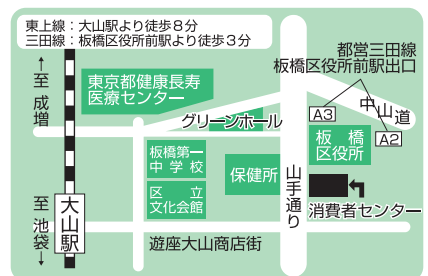 東上線：大山駅より徒歩８分
三田線：板橋区役所前駅より徒歩３分
都営三田線
板橋区役所前駅出口
↑至 成増
東京都健康長寿
医療センター
中山道
A3
A2
グリーンホール
板橋
区役所
板橋第一
中学校
保健所
山手通り
区立
文化会館
消費者センター
大山駅
至 池袋↓
遊座大山商店街